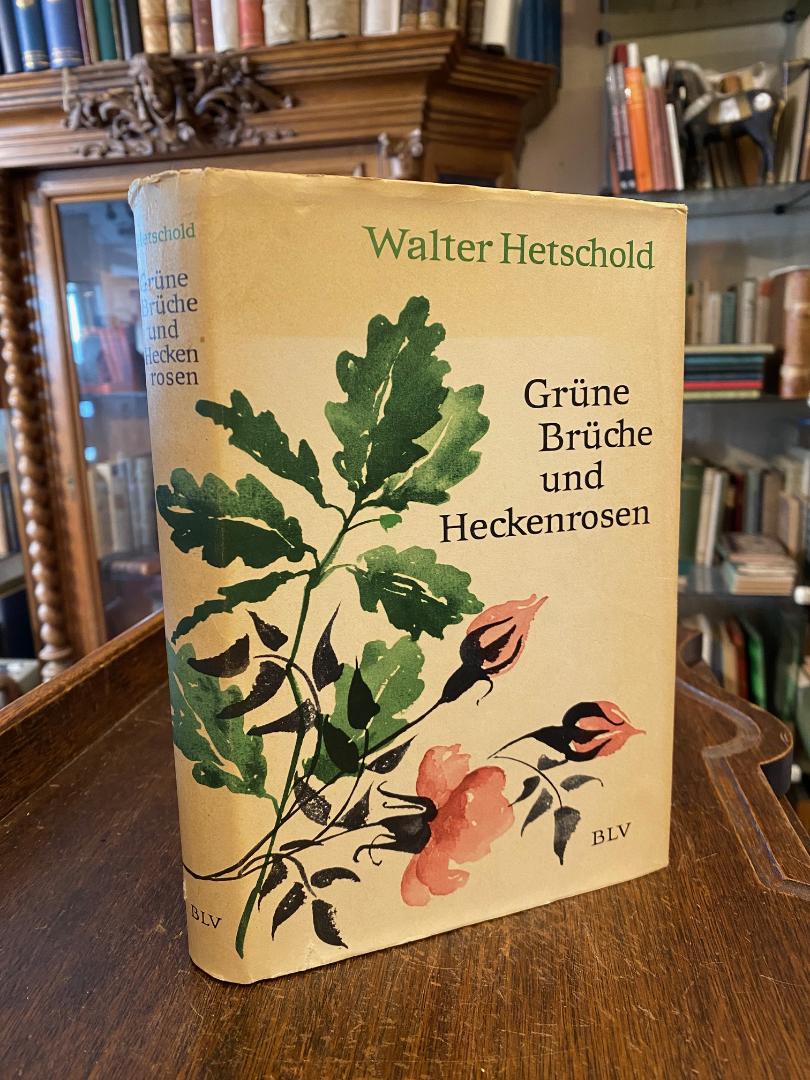 Walter Hetschold
Grüne
Brüche
und
Heckenrosen
BLV
Hetschold
Grüne
Brüche
und
Hecken
rosen
BLV